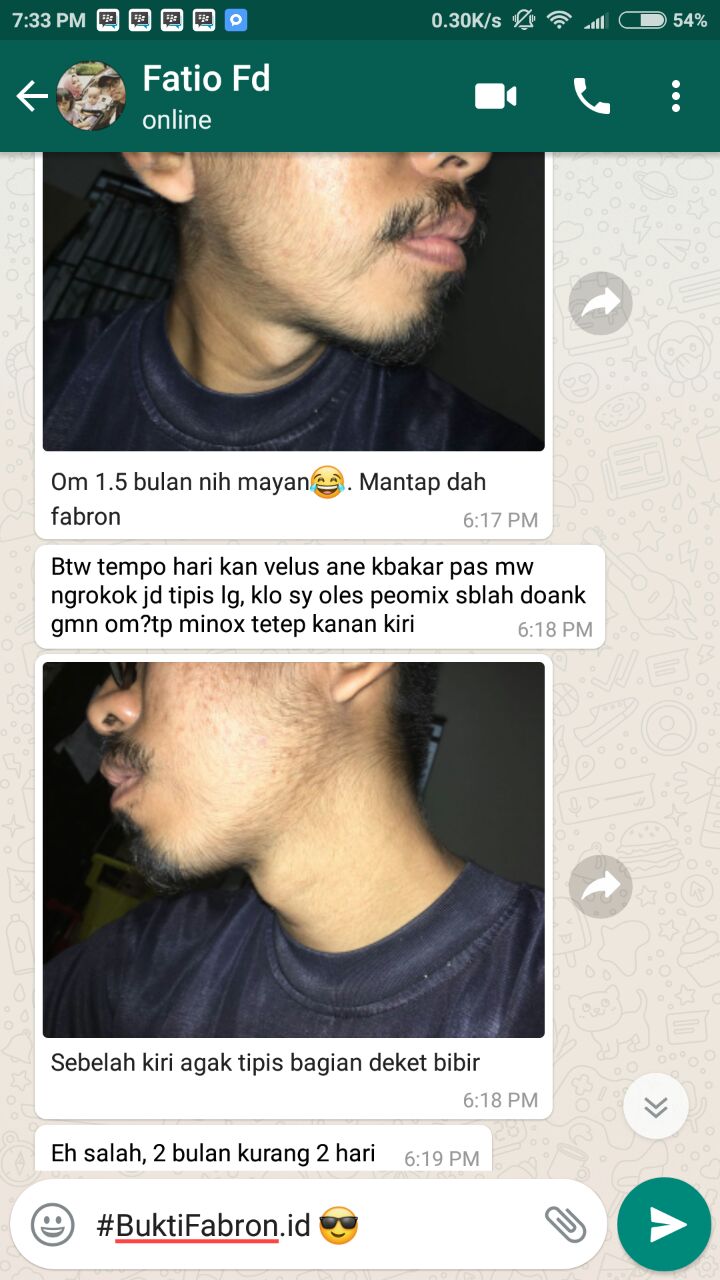 7:33 PM 0.30K/s 54%
Fatio Fd
online
Om 1.5 bulan nih mayan😂. Mantap dah
fabron
6:17 PM
Btw tempo hari kan velus ane kbakar pas mw
ngrokok jd tipis lg, klo sy oles peomix sblah doank
gmn om?tp minox tetep kanan kiri
6:18 PM
Sebelah kiri agak tipis bagian deket bibir
6:18 PM
Eh salah, 2 bulan kurang 2 hari
6:19 PM
#BuktiFabron.id 😎